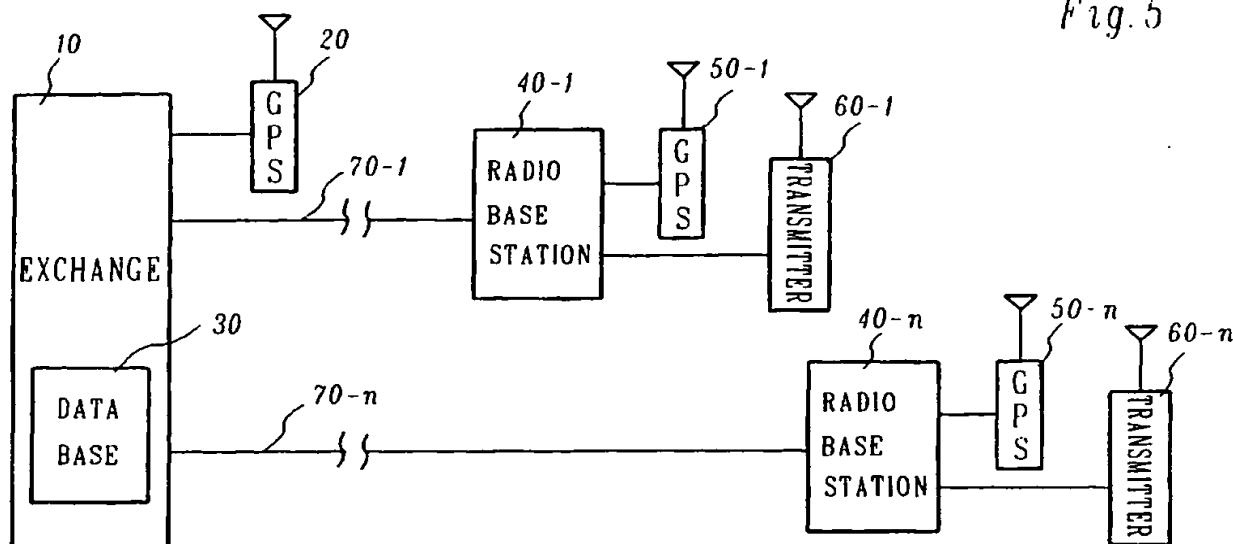 Fig. 5
10
20
GPS
40-1
50-1
GPS
60-1
TRANSMITTER
70-1
RADIO
BASE
STATION
EXCHANGE
30
DATA
BASE
70-n
40-n
RADIO
BASE
STATION
50-n
GPS
60-n
TRANSMITTER